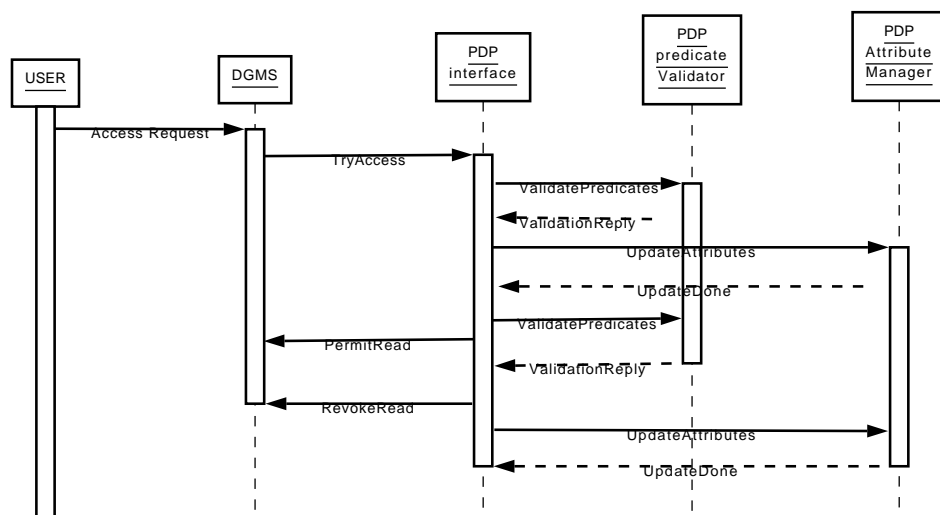 USER
DGMS
PDP
interface
PDP
predicate
Validator
PDP
Attribute
Manager
Access Request
TryAccess
ValidatePredicates
ValidationReply
UpdateAttributes
UpdateDone
ValidatePredicates
PermitRead
ValidationReply
RevokeRead
UpdateAttributes
UpdateDone